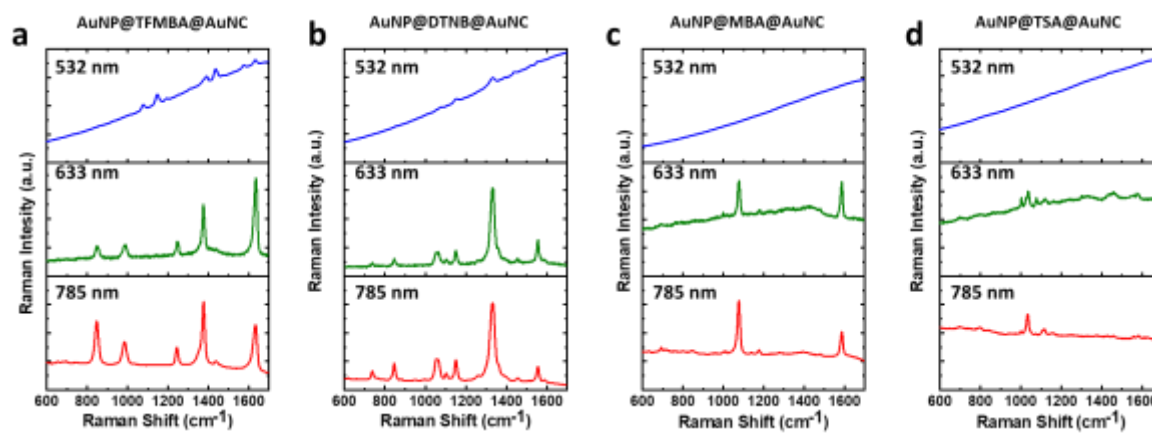 AuNP@TFMBA@AuNC AuNP@DTNB@AuNC AuNP@MBA@AuNC AuNP@TSA@AuNC
a b c d
532 nm 532 nm 532 nm 532 nm
633 nm 633 nm 633 nm 633 nm
785 nm 785 nm 785 nm 785 nm
Raman Intesity (a.u.) Raman Intesity (a.u.) Raman Intesity (a.u.) Raman Intesity (a.u.)
600 800 1000 1200 1400 1600 600 800 1000 1200 1400 1600 600 800 1000 1200 1400 1600 600 800 1000 1200 1400 1600
Raman Shift (cm⁻¹) Raman Shift (cm⁻¹) Raman Shift (cm⁻¹) Raman Shift (cm⁻¹)